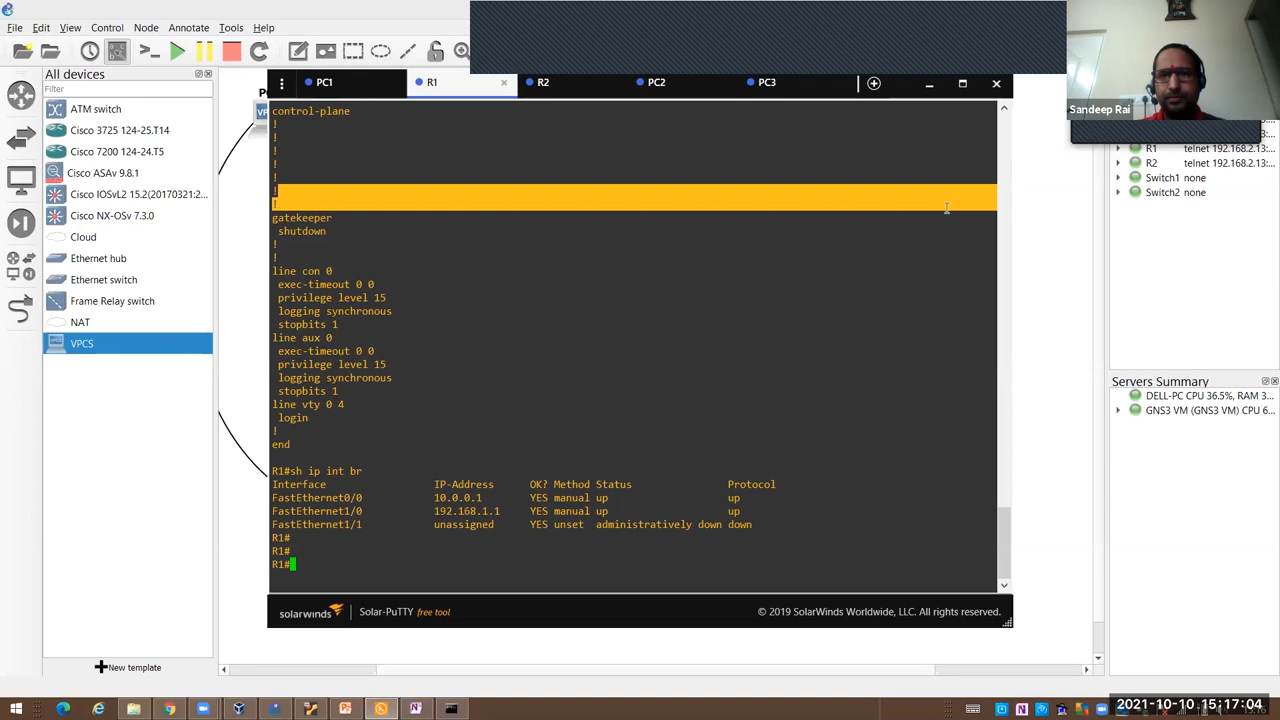 File Edit View Control Node Annotate Tools Help
All devices
Filter
ATM switch
Cisco 3725 124-25.T14
Cisco 7200 124-24.T5
Cisco ASAv 9.8.1
Cisco IOSvL2 15.2(20170321:2...
Cisco NX-OSv 7.3.0
Cloud
Ethernet hub
Ethernet switch
Frame Relay switch
NAT
VPCS
New template
PC1 R1 R2 PC2 PC3
control-plane
!
!
!
!
!
!
!
gatekeeper
shutdown
!
!
line con 0
exec-timeout 0 0
privilege level 15
logging synchronous
stopbits 1
line aux 0
exec-timeout 0 0
privilege level 15
logging synchronous
stopbits 1
line vty 0 4
login
!
end
R1#sh ip int br
Interface IP-Address OK? Method Status Protocol
FastEthernet0/0 10.0.0.1 YES manual up up
FastEthernet1/0 192.168.1.1 YES manual up up
FastEthernet1/1 unassigned YES unset administratively down down
R1#
R1#
R1#
solarwinds Solar-PuTTY free tool © 2019 SolarWinds Worldwide, LLC. All rights reserved.
Sandeep Rai
R1 telnet 192.168.2.13:...
R2 telnet 192.168.2.13:...
Switch1 none
Switch2 none
Servers Summary
DELL-PC CPU 36.5%, RAM 3...
GNS3 VM (GNS3 VM) CPU 6...
2021-10-10 15:17:04